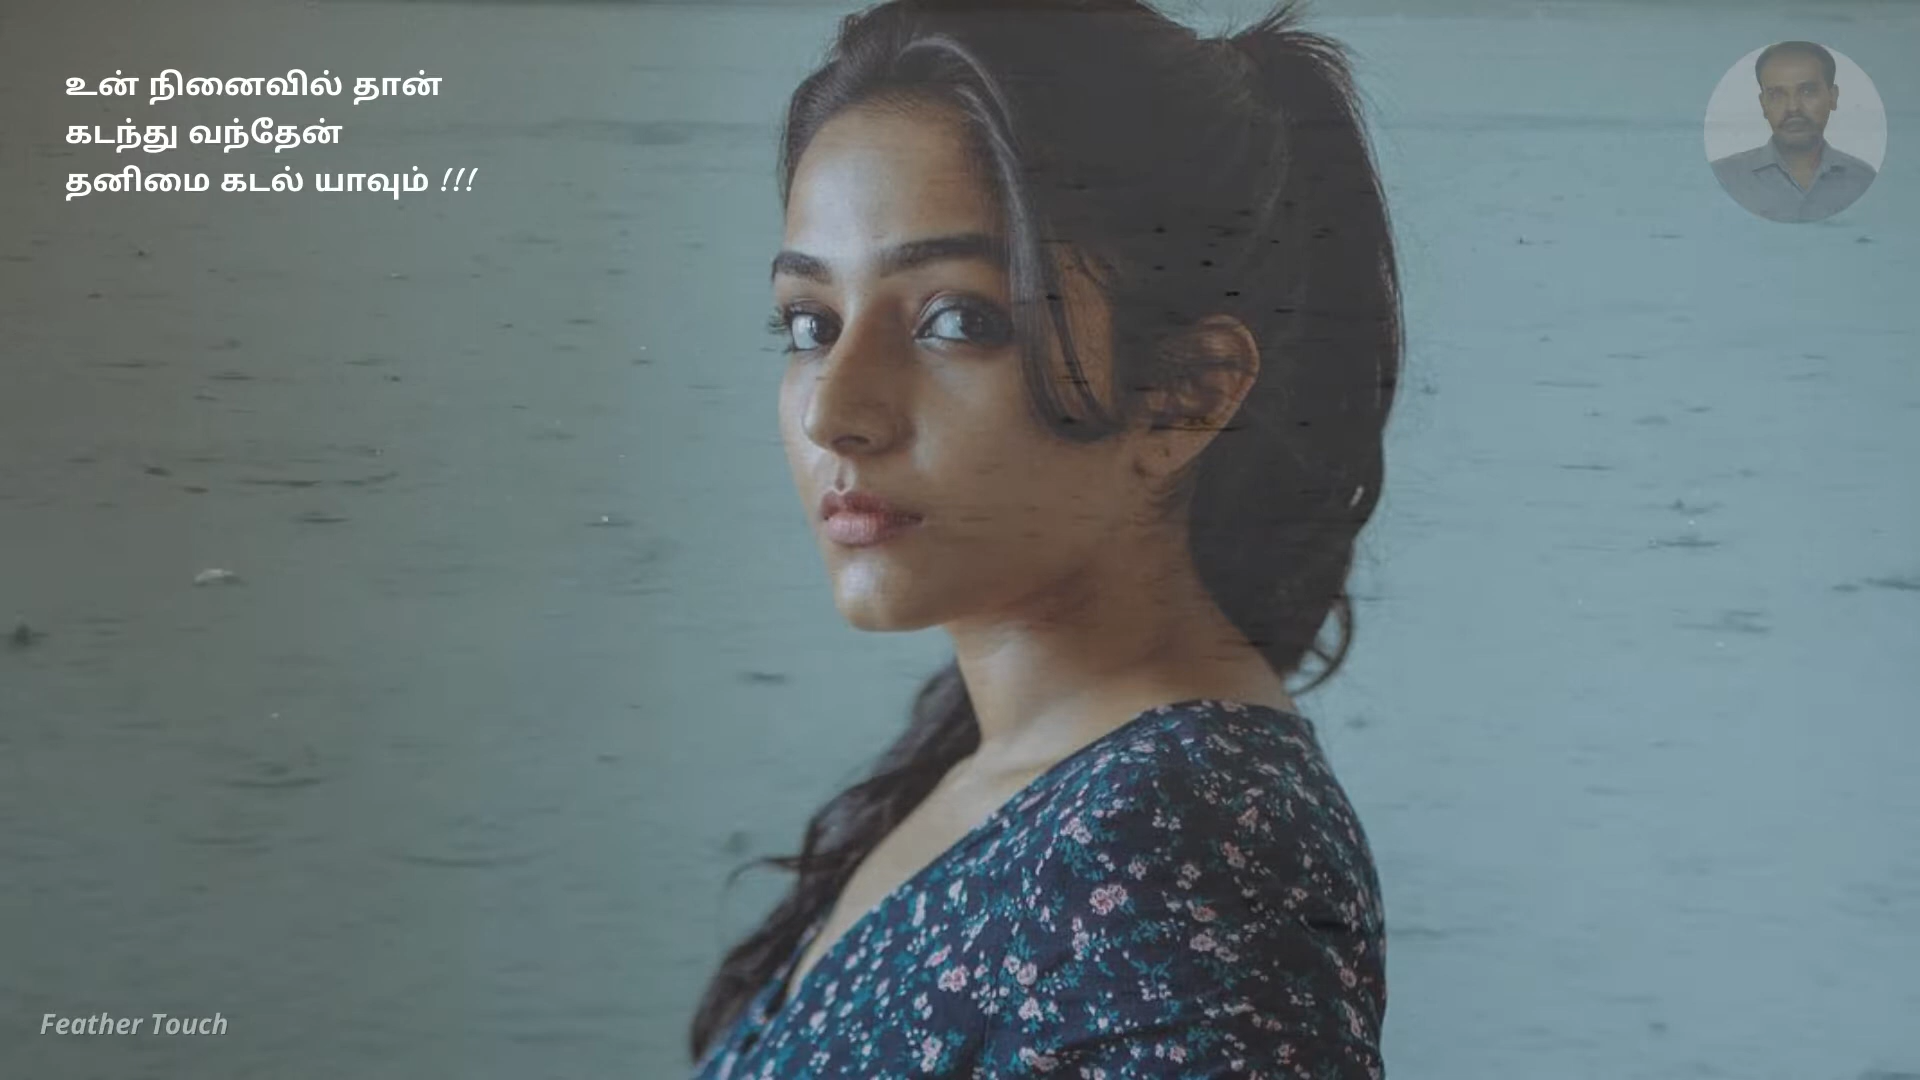 உன் நினைவில் தான்
கடந்து வந்தேன்
தனிமை கடல் யாவும் !!!
Feather Touch